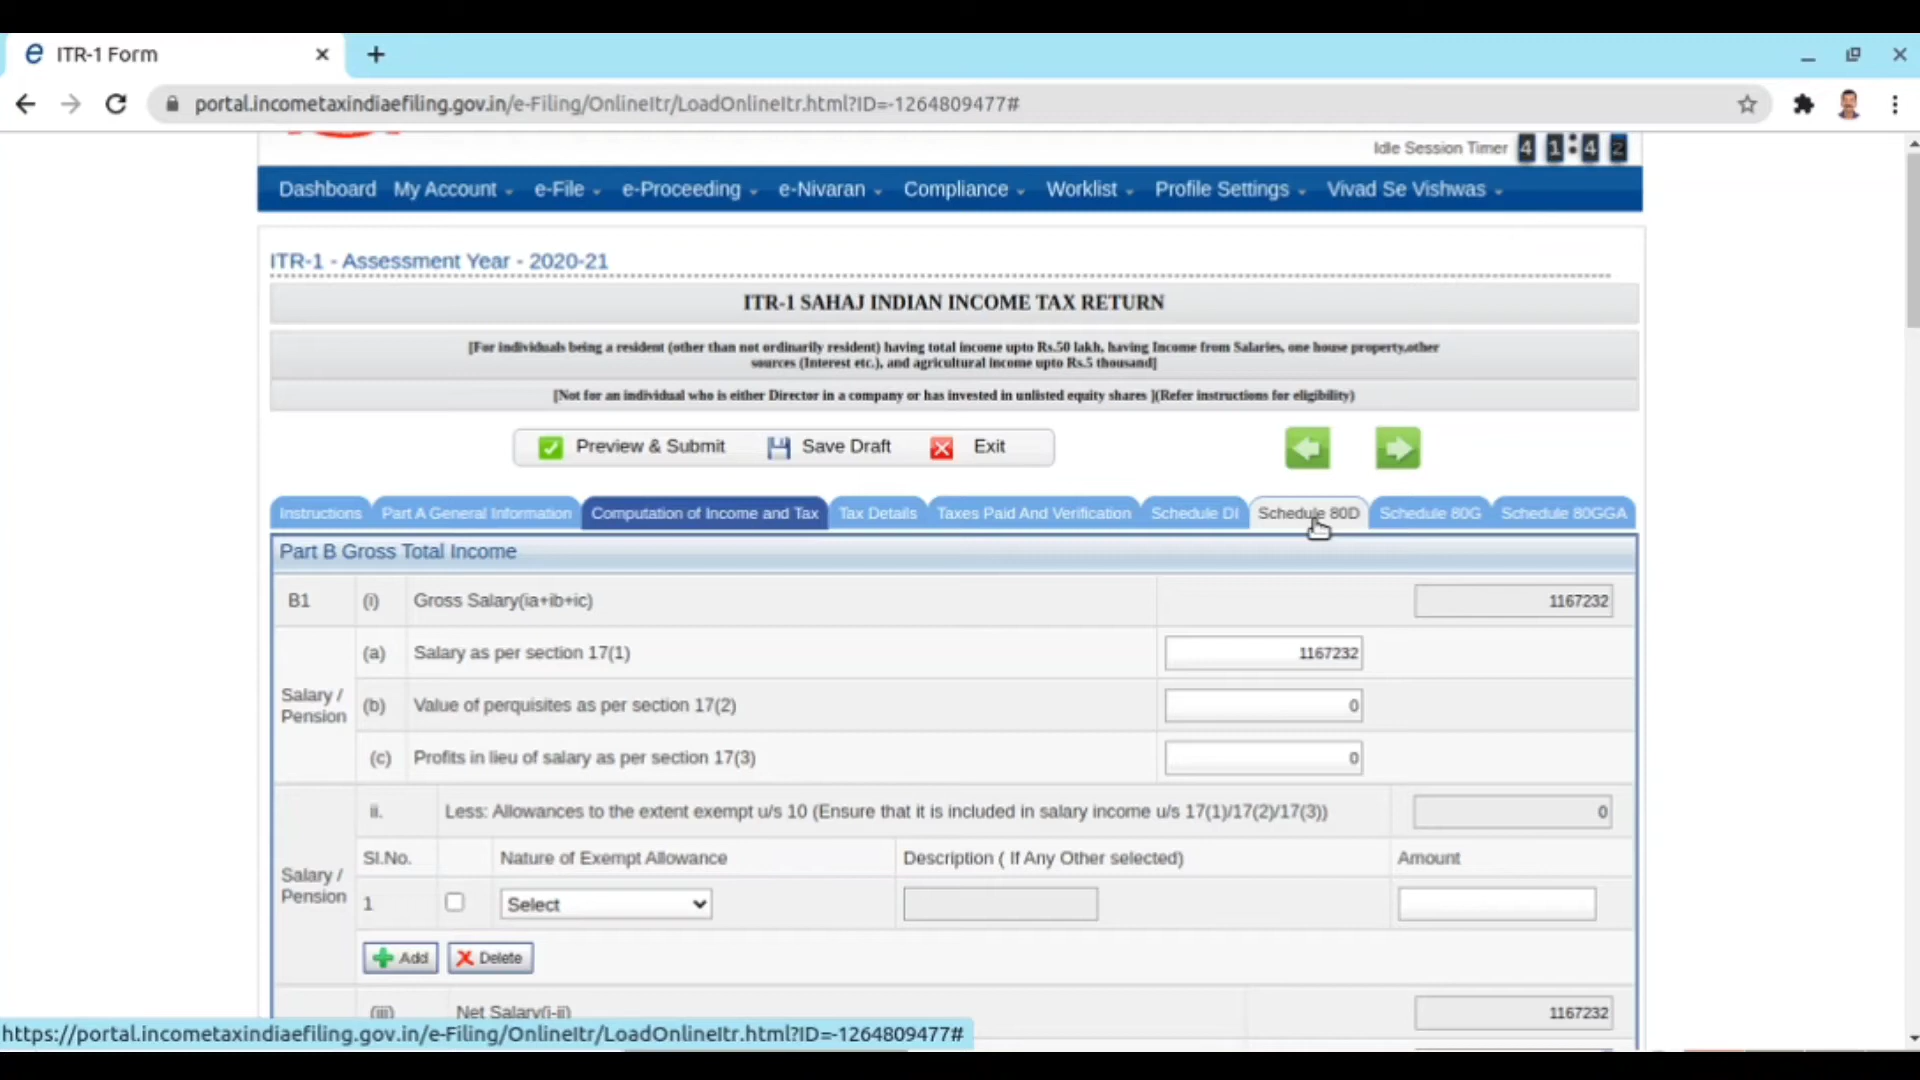 ITR-1 Form
portal.incometaxindiaefiling.gov.in/e-Filing/OnlineItr/LoadOnlineItr.html?ID=-1264809477#
Idle Session Timer 4 1 : 4 2
Dashboard My Account e-File e-Proceeding e-Nivaran Compliance Worklist Profile Settings Vivad Se Vishwas
ITR-1 - Assessment Year - 2020-21
ITR-1 SAHAJ INDIAN INCOME TAX RETURN
[For individuals being a resident (other than not ordinarily resident) having total income upto Rs.50 lakh, having Income from Salaries, one house property,other
sources (Interest etc.), and agricultural income upto Rs.5 thousand]
[Not for an individual who is either Director in a company or has invested in unlisted equity shares ](Refer instructions for eligibility)
Preview & Submit Save Draft Exit
Instructions Part A General Information Computation of Income and Tax Tax Details Taxes Paid And Verification Schedule DI Schedule 80D Schedule 80G Schedule 80GGA
Part B Gross Total Income
B1 (i) Gross Salary(ia+ib+ic) 1167232
(a) Salary as per section 17(1) 1167232
Salary / Pension (b) Value of perquisites as per section 17(2) 0
(c) Profits in lieu of salary as per section 17(3) 0
ii. Less: Allowances to the extent exempt u/s 10 (Ensure that it is included in salary income u/s 17(1)/17(2)/17(3)) 0
Sl.No. Nature of Exempt Allowance Description ( If Any Other selected) Amount
Salary / Pension 1 Select
Add Delete
(iii) Net Salary(i-ii) 1167232
https://portal.incometaxindiaefiling.gov.in/e-Filing/OnlineItr/LoadOnlineItr.html?ID=-1264809477#